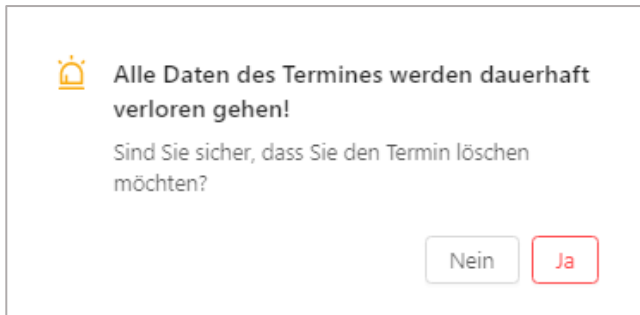 Alle Daten des Termines werden dauerhaft
verloren gehen!
Sind Sie sicher, dass Sie den Termin löschen
möchten?
Nein Ja